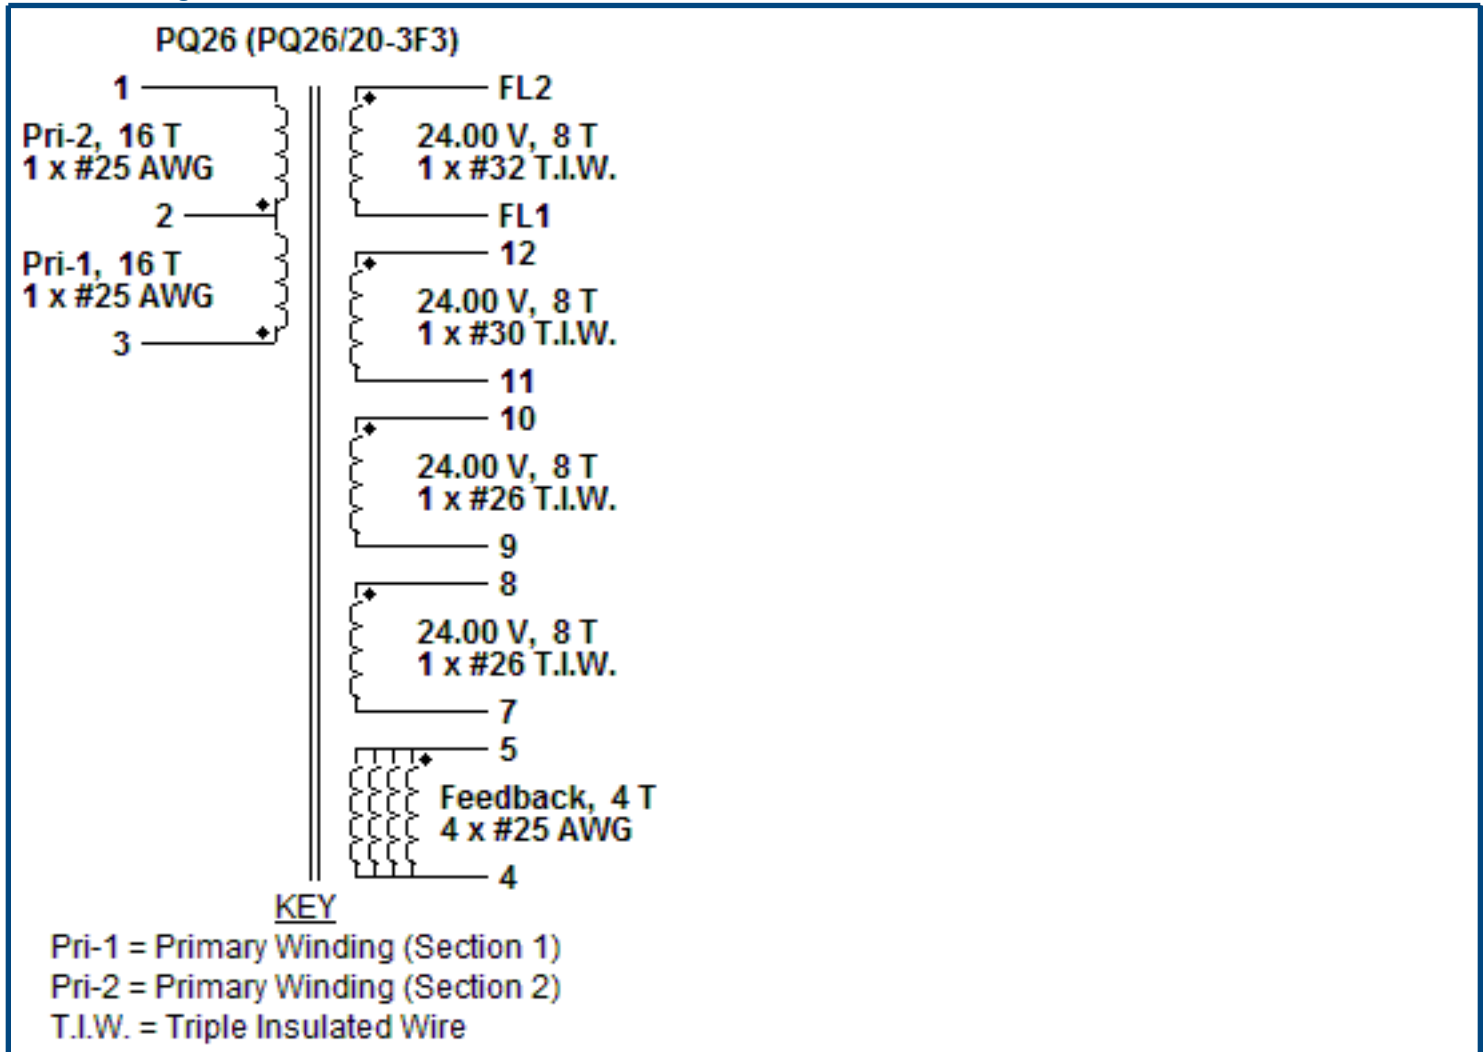 PQ26 (PQ26/20-3F3)
1
Pri-2, 16 T
1 x #25 AWG
2
Pri-1, 16 T
1 x #25 AWG
3
FL2
24.00 V, 8 T
1 x #32 T.I.W.
FL1
12
24.00 V, 8 T
1 x #30 T.I.W.
11
10
24.00 V, 8 T
1 x #26 T.I.W.
9
8
24.00 V, 8 T
1 x #26 T.I.W.
7
5
Feedback, 4 T
4 x #25 AWG
4
KEY
Pri-1 = Primary Winding (Section 1)
Pri-2 = Primary Winding (Section 2)
T.I.W. = Triple Insulated Wire